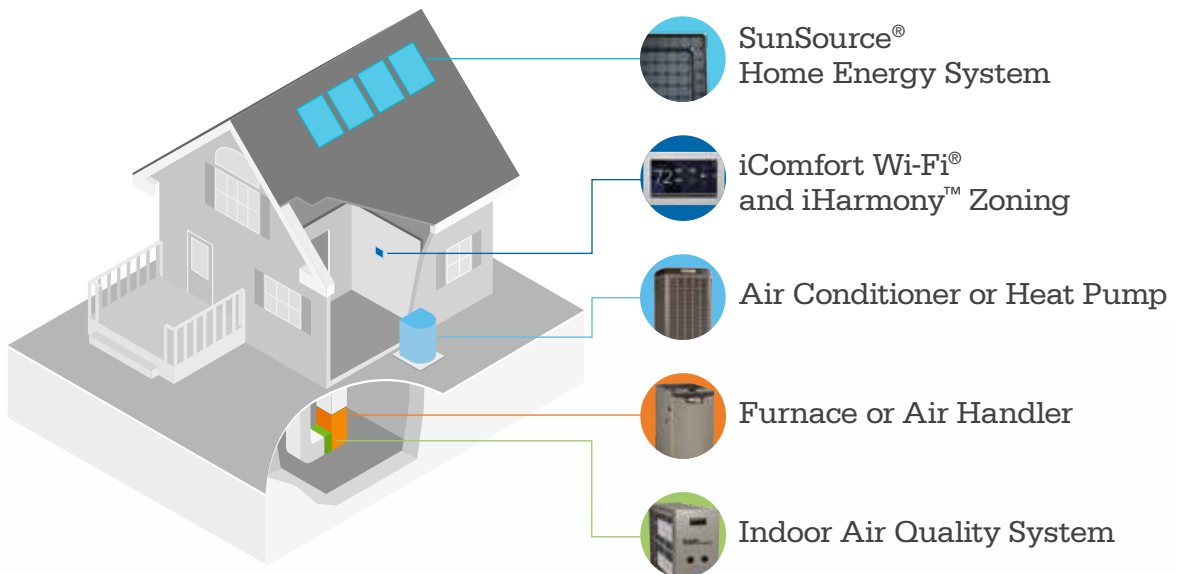 SunSource®
Home Energy System
72
iComfort Wi-Fi®
and iHarmony™ Zoning
Air Conditioner or Heat Pump
Furnace or Air Handler
Indoor Air Quality System